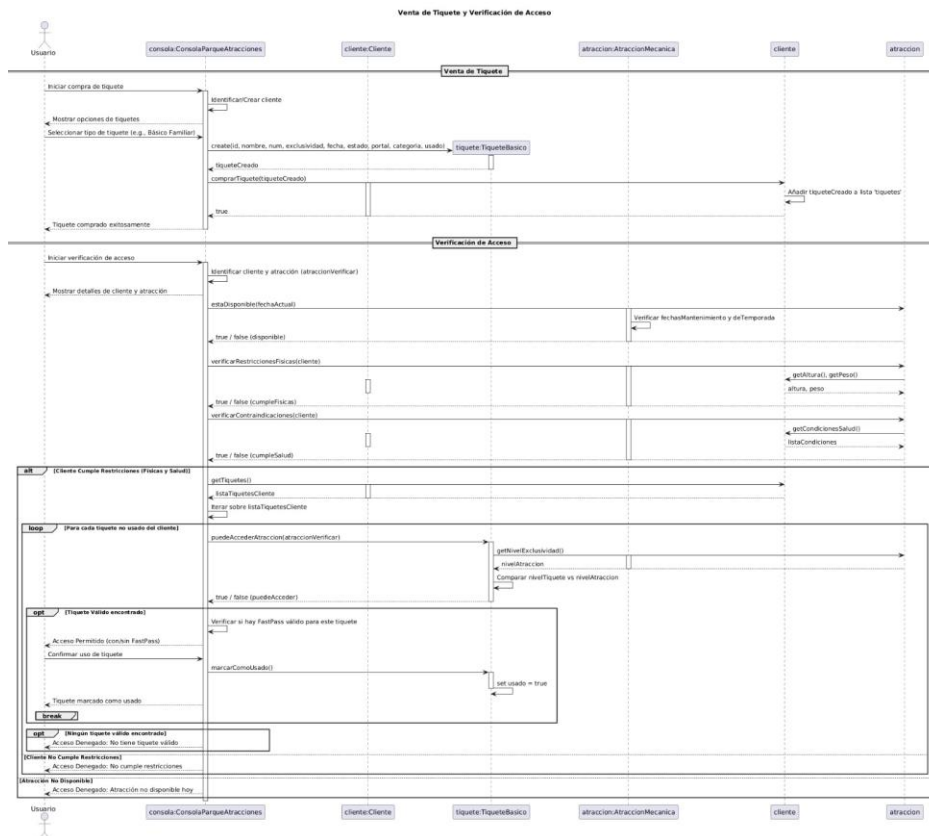 Venta de Tiquete y Verificación de Acceso
Usuario
consola:ConsolaParqueAtracciones
cliente:Cliente
atraccion:AtraccionMecanica
cliente
atraccion
Venta de Tiquete
Iniciar compra de tiquete
Identificar/Crear cliente
Mostrar opciones de tiquetes
Seleccionar tipo de tiquete (e.g., Básico Familiar)
create(id, nombre, num, exclusividad, fecha, estado, portal, categoria, usado)
tiquete:TiqueteBasico
tiqueteCreado
comprarTiquete(tiqueteCreado)
Añadir tiqueteCreado a lista 'tiquetes'
true
Tiquete comprado exitosamente
Verificación de Acceso
Iniciar verificación de acceso
Identificar cliente y atracción (atraccionVerificar)
Mostrar detalles de cliente y atracción
estaDisponible(fechaActual)
Verificar fechasMantenimiento y deTemporada
true / false (disponible)
verificarRestriccionesFisicas(cliente)
getAltura(), getPeso()
altura, peso
true / false (cumpleFisicas)
verificarContraindicaciones(cliente)
getCondicionesSalud()
listaCondiciones
true / false (cumpleSalud)
alt
[Cliente Cumple Restricciones (Físicas y Salud)]
getTiquetes()
listaTiquetesCliente
Iterar sobre listaTiquetesCliente
loop
[Para cada tiquete no usado del cliente]
puedeAccederAtraccion(atraccionVerificar)
getNivelExclusividad()
nivelAtraccion
Comparar nivelTiquete vs nivelAtraccion
true / false (puedeAcceder)
opt
[Tiquete Válido encontrado]
Verificar si hay FastPass válido para este tiquete
Acceso Permitido (con/sin FastPass)
Confirmar uso de tiquete
marcarComoUsado()
set usado = true
Tiquete marcado como usado
break
opt
[Ningún tiquete válido encontrado]
Acceso Denegado: No tiene tiquete válido
[Cliente No Cumple Restricciones]
Acceso Denegado: No cumple restricciones
[Atracción No Disponible]
Acceso Denegado: Atracción no disponible hoy
Usuario
consola:ConsolaParqueAtracciones
cliente:Cliente
tiquete:TiqueteBasico
atraccion:AtraccionMecanica
cliente
atraccion